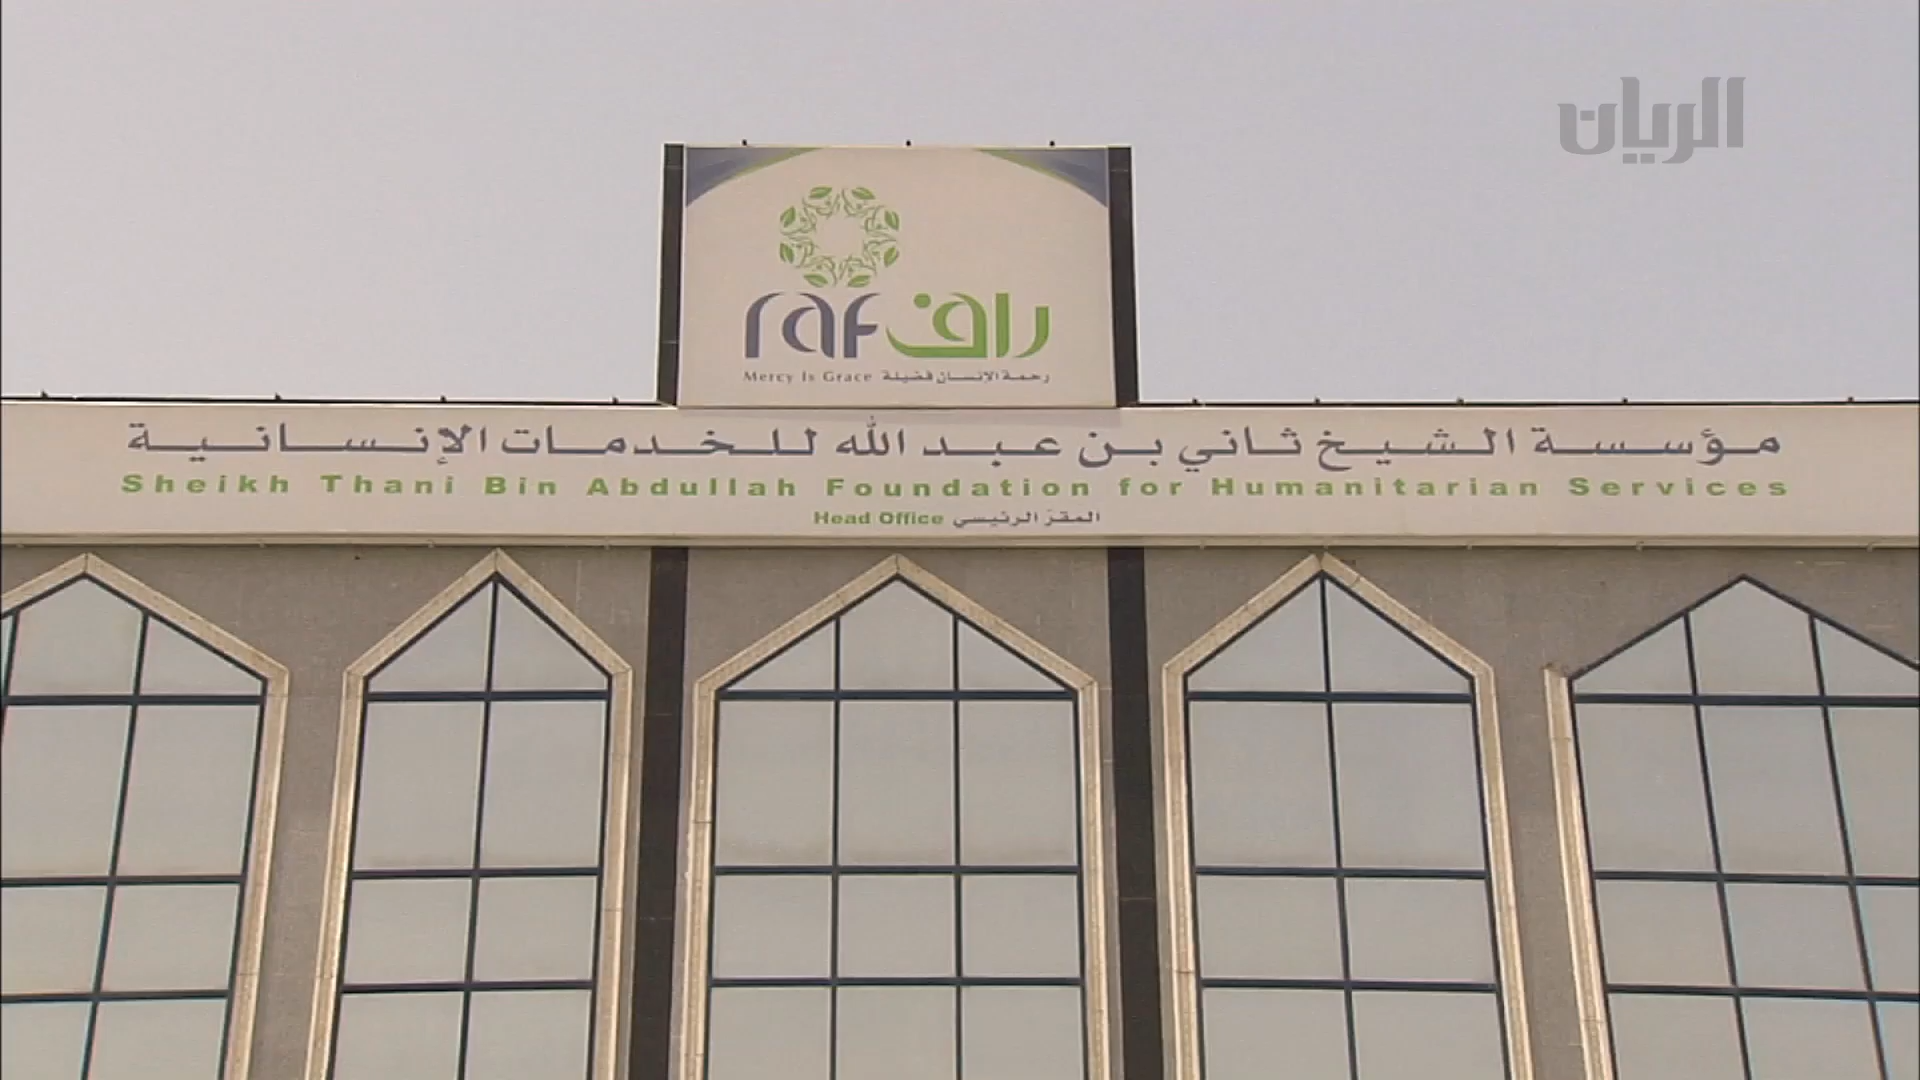 الريان
raf راف
Mercy Is Grace رحمة الإنسان فضيلة
مؤسسة الشيخ ثاني بن عبد الله للخدمات الإنسانية
Sheikh Thani Bin Abdullah Foundation for Humanitarian Services
Head Office المقرّ الرئيسي